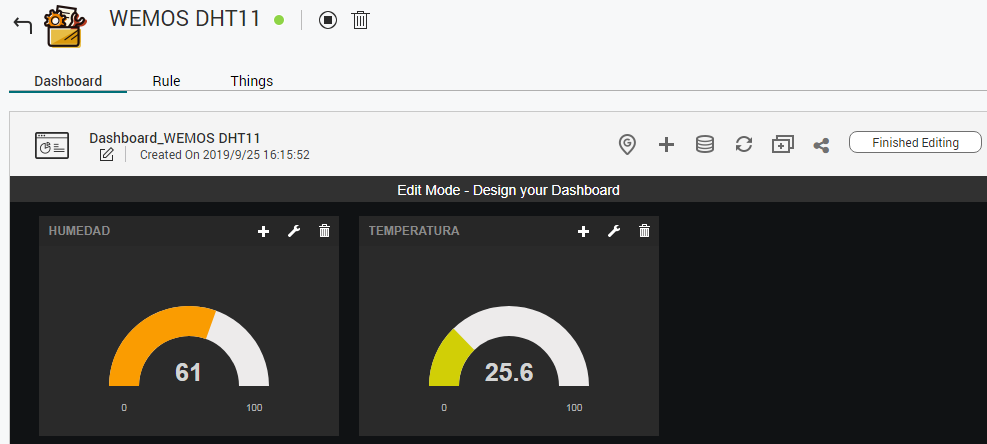 WEMOS DHT11
Dashboard Rule Things
Dashboard_WEMOS DHT11
Created On 2019/9/25 16:15:52
G
Finished Editing
Edit Mode - Design your Dashboard
HUMEDAD
61
0 100
TEMPERATURA
25.6
0 100